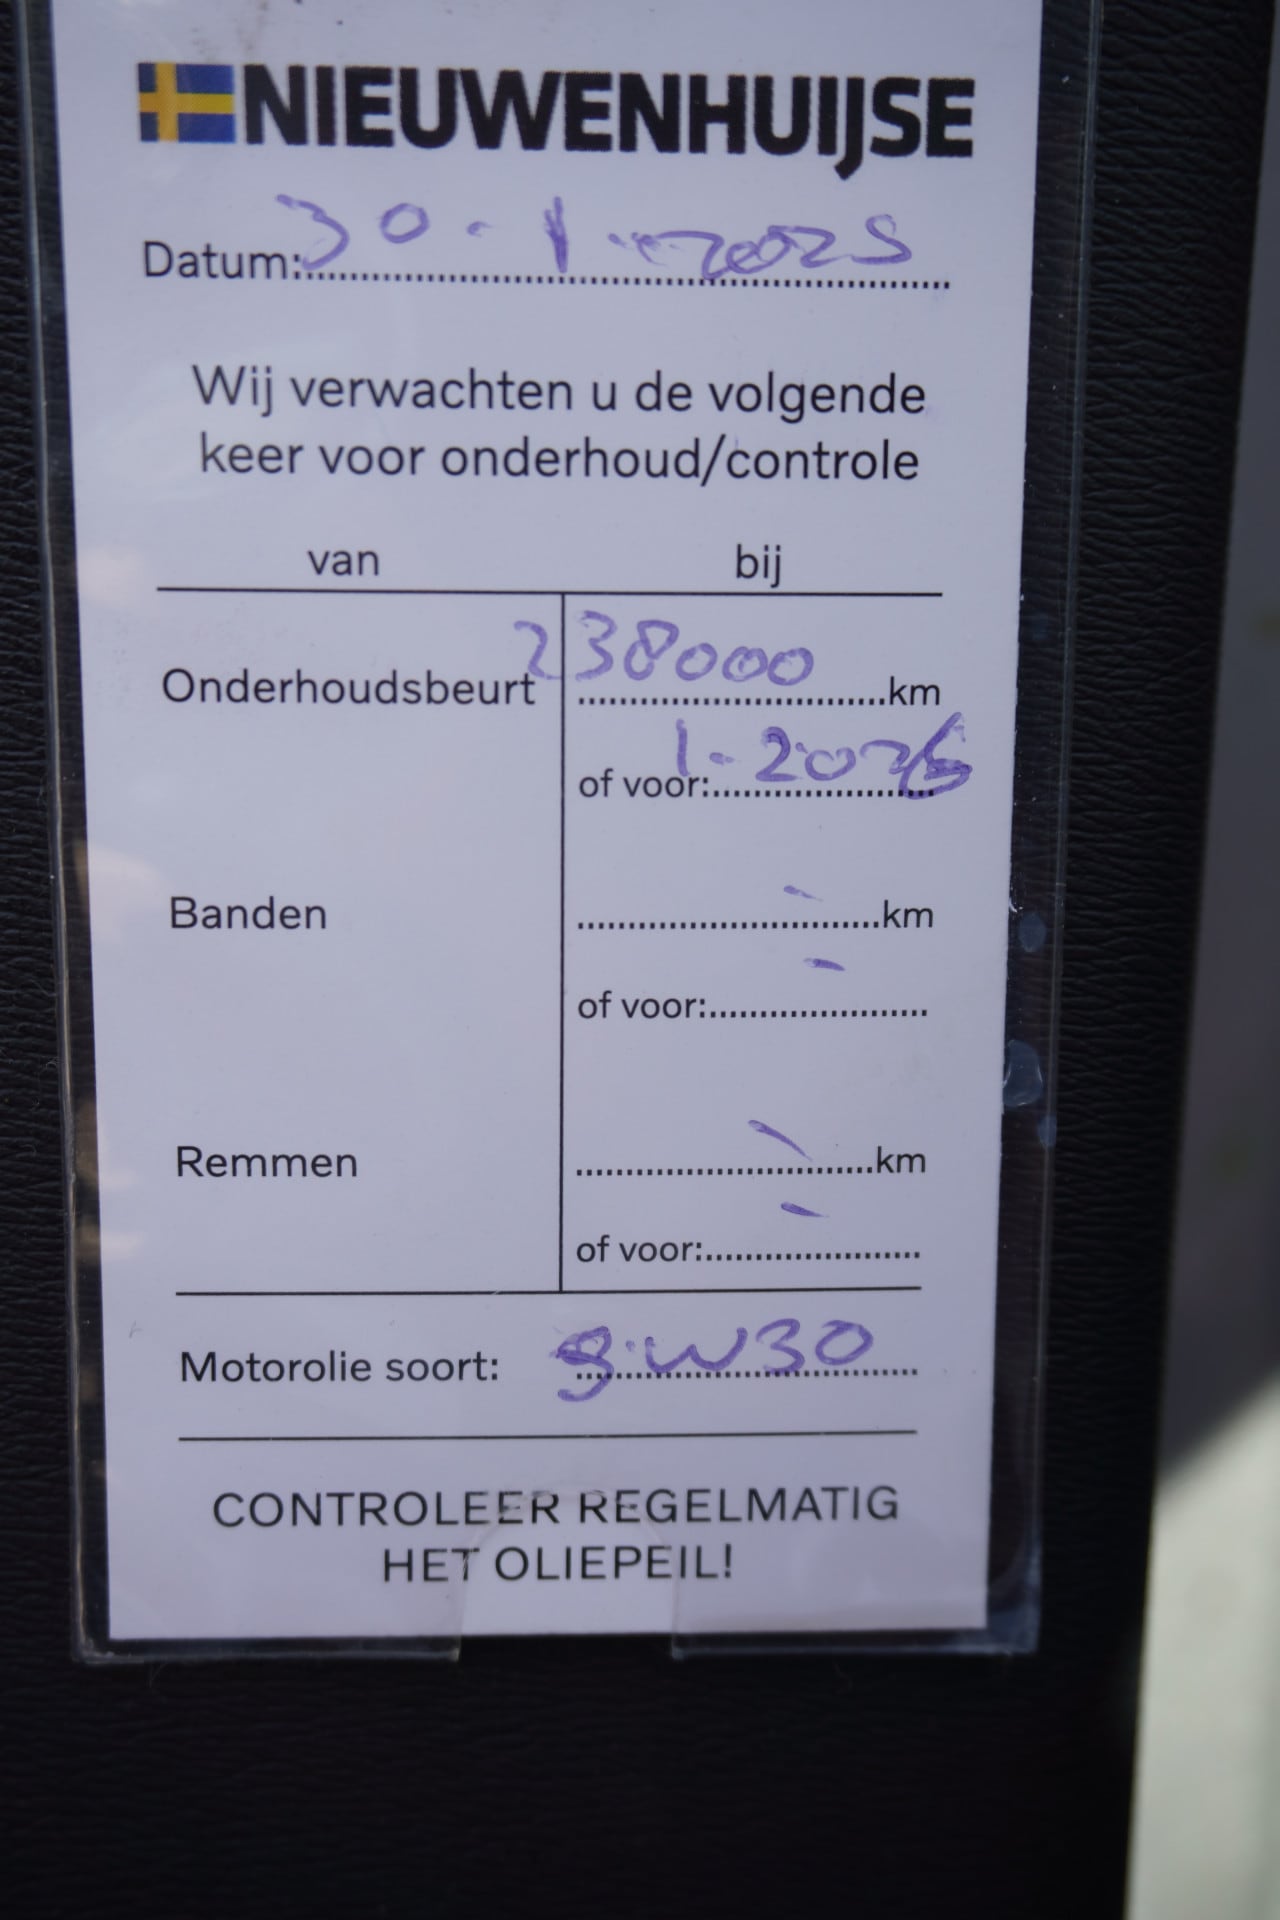 NIEUWENHUIJSE
Datum: 30-1-2025
Wij verwachten u de volgende
keer voor onderhoud/controle
van bij
Onderhoudsbeurt 238000 km
of voor: 1-2026
Banden - km
of voor: -
Remmen - km
of voor: -
Motorolie soort: W30
CONTROLEER REGELMATIG
HET OLIEPEIL!